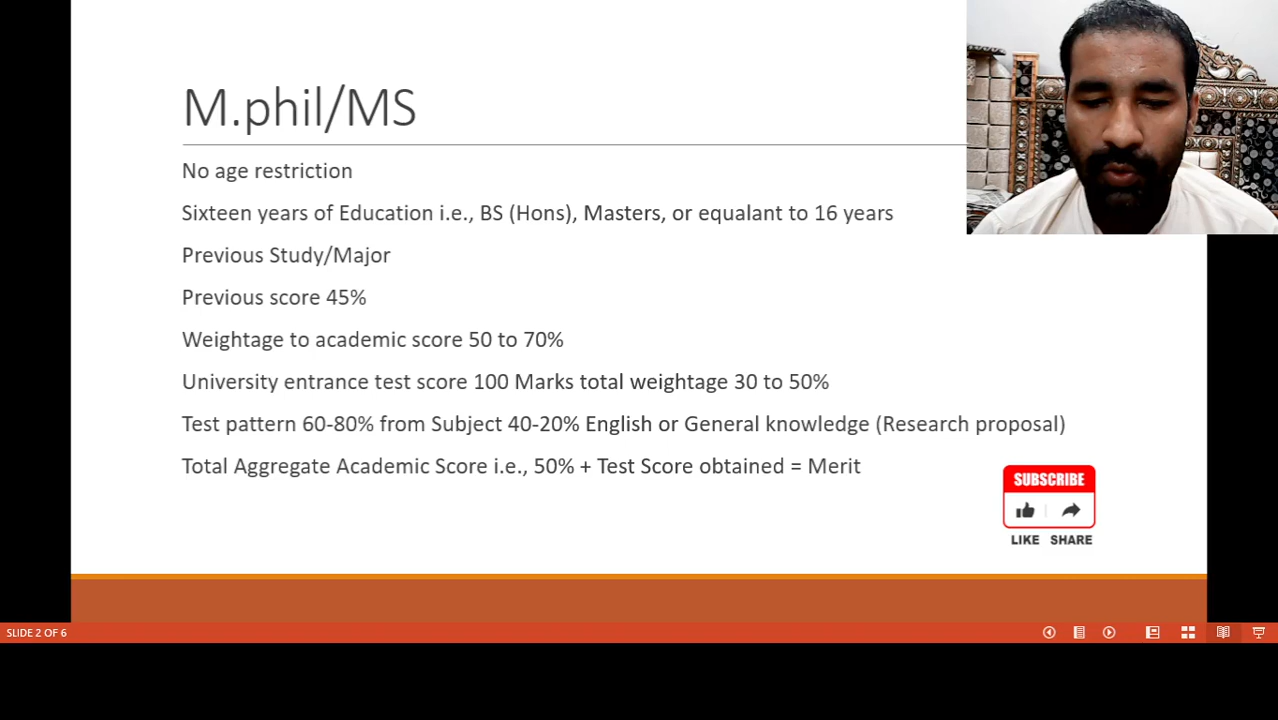 M.phil/MS
No age restriction
Sixteen years of Education i.e., BS (Hons), Masters, or equalant to 16 years
Previous Study/Major
Previous score 45%
Weightage to academic score 50 to 70%
University entrance test score 100 Marks total weightage 30 to 50%
Test pattern 60-80% from Subject 40-20% English or General knowledge (Research proposal)
Total Aggregate Academic Score i.e., 50% + Test Score obtained = Merit
SUBSCRIBE
LIKE SHARE
SLIDE 2 OF 6